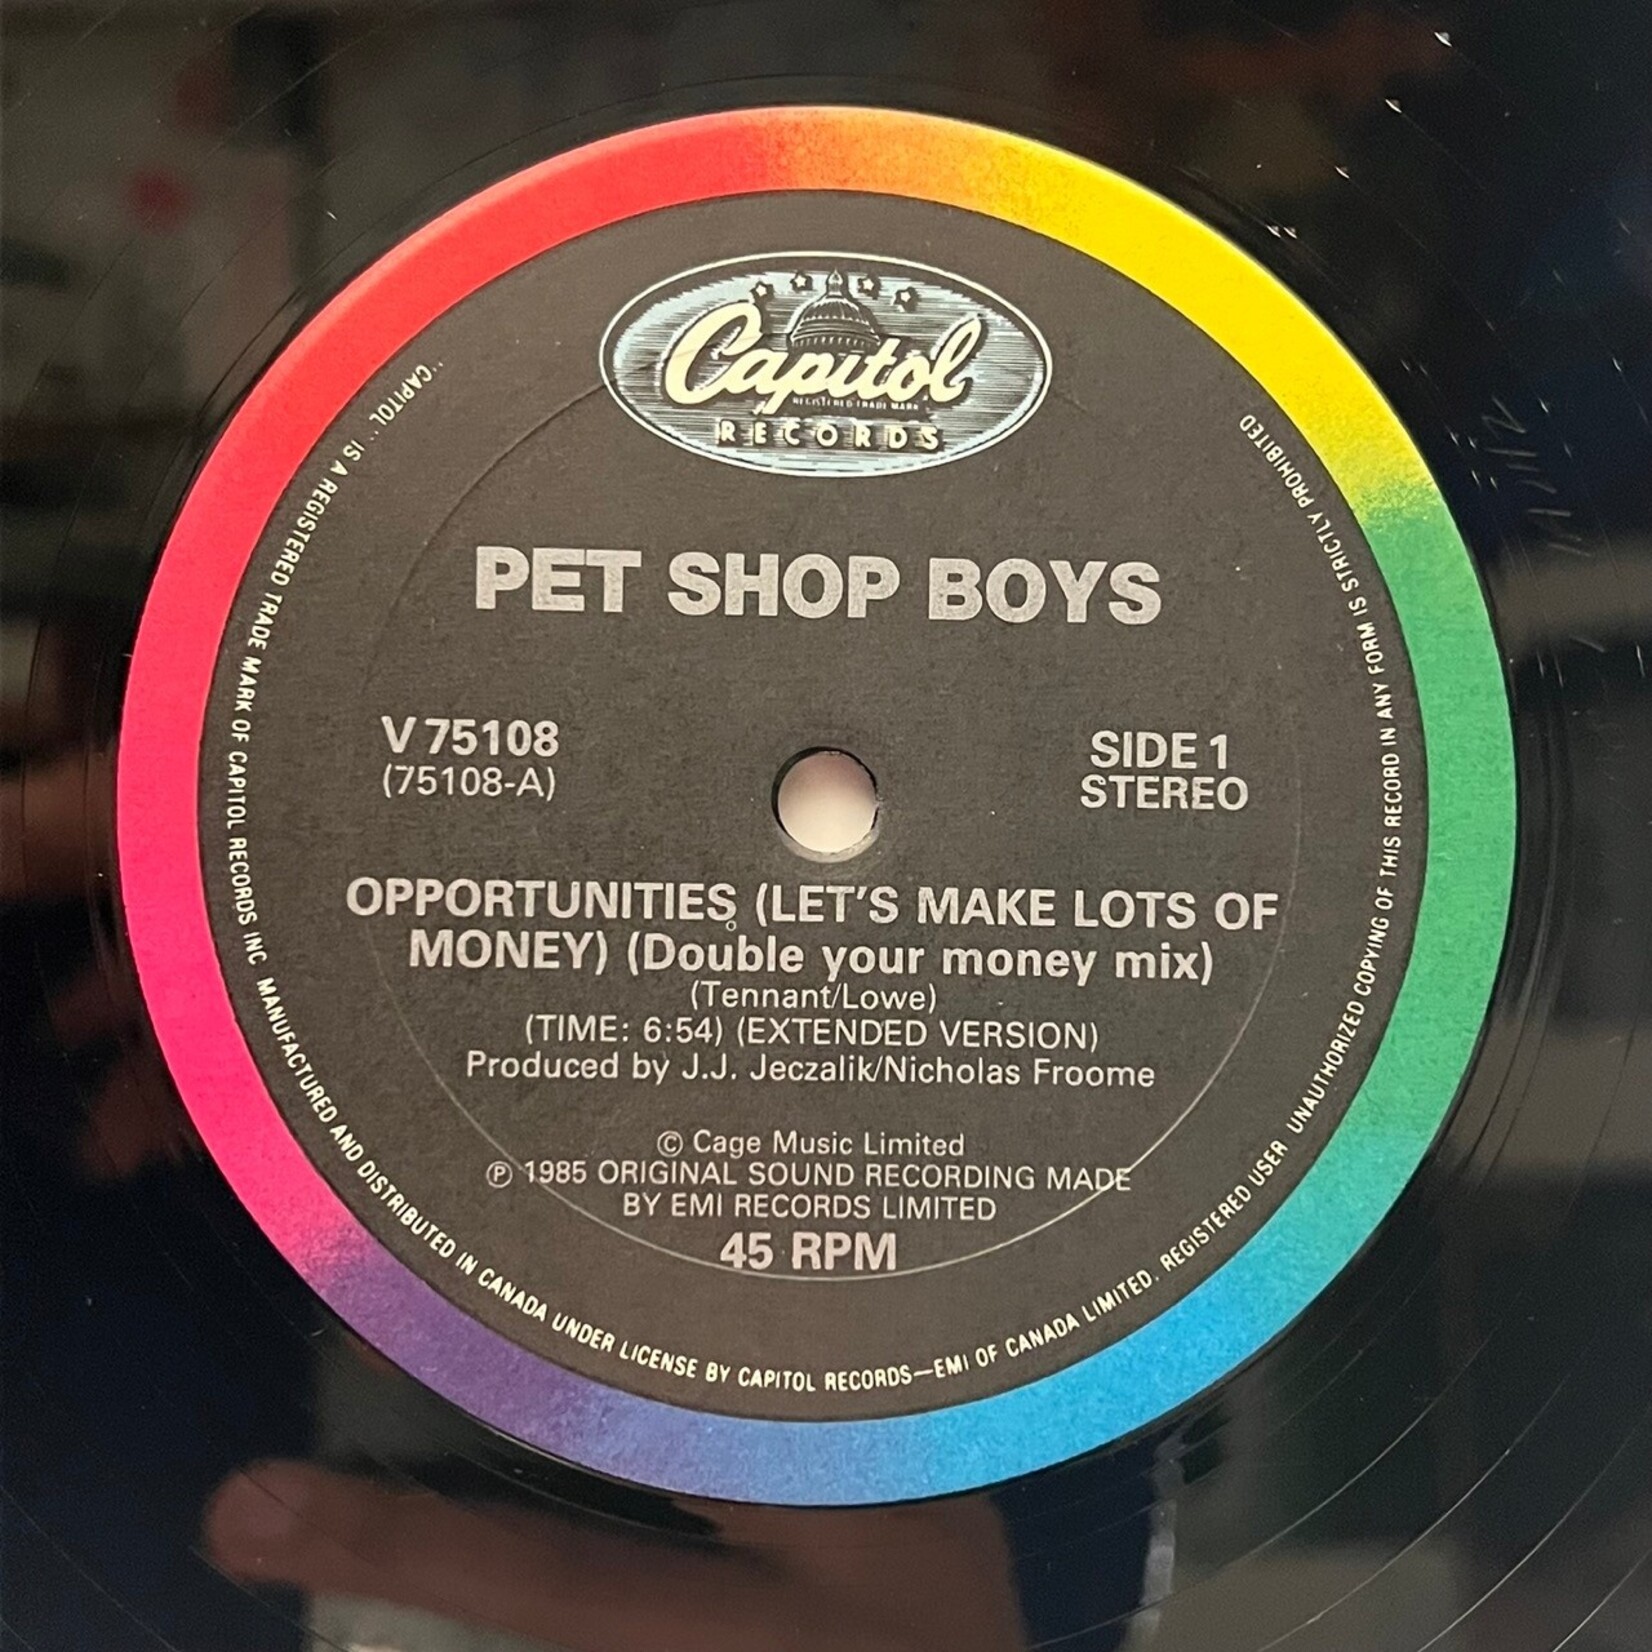 Capitol
REGISTERED TRADE MARK
RECORDS
PET SHOP BOYS
V 75108
(75108-A)
SIDE 1
STEREO
OPPORTUNITIES (LET'S MAKE LOTS OF
MONEY) (Double your money mix)
(Tennant/Lowe)
(TIME: 6:54) (EXTENDED VERSION)
Produced by J.J. Jeczalik/Nicholas Froome
© Cage Music Limited
℗ 1985 ORIGINAL SOUND RECORDING MADE
BY EMI RECORDS LIMITED
45 RPM
"CAPITOL" IS A REGISTERED TRADE MARK OF CAPITOL RECORDS INC MANUFACTURED AND DISTRIBUTED IN CANADA UNDER LICENSE BY CAPITOL RECORDS—EMI OF CANADA LIMITED. REGISTERED USER UNAUTHORIZED COPYING OF THIS RECORD IN ANY FORM IS STRICTLY PROHIBITED